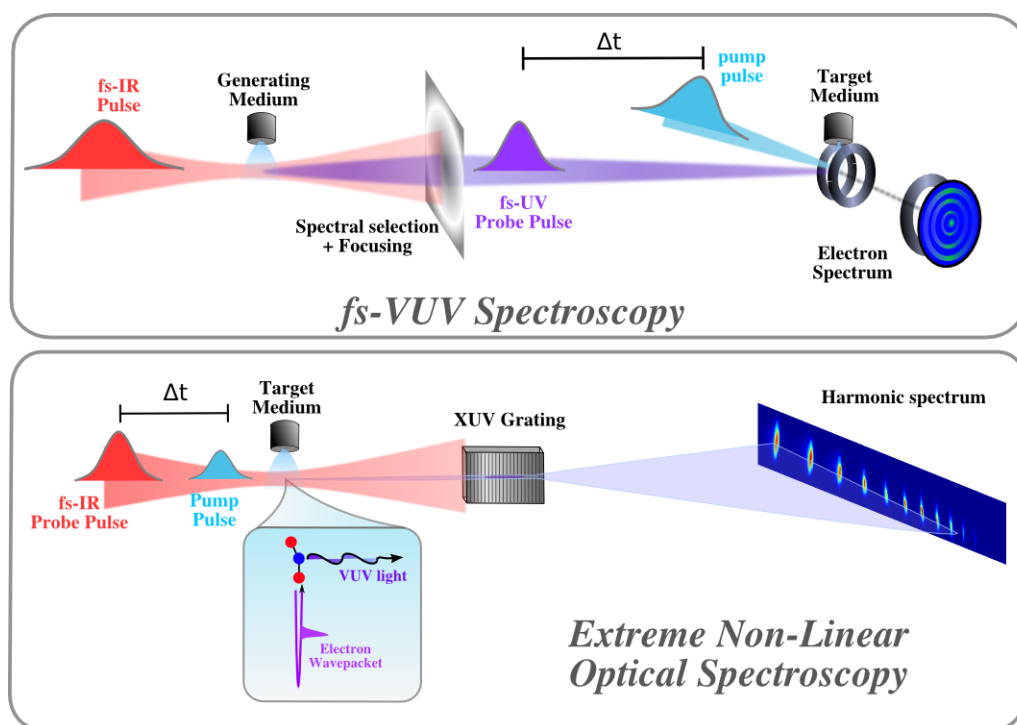 Δt
fs-IR
Pulse
Generating
Medium
pump
pulse
Target
Medium
fs-UV
Probe Pulse
Spectral selection
+ Focusing
Electron
Spectrum
fs-VUV Spectroscopy
Δt
Target
Medium
XUV Grating
Harmonic spectrum
fs-IR
Probe Pulse
Pump
Pulse
VUV light
Electron
Wavepacket
Extreme Non-Linear
Optical Spectroscopy